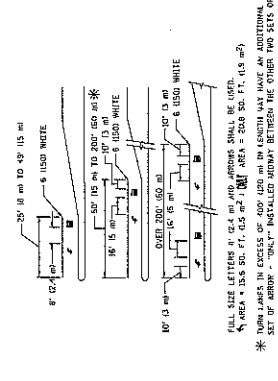 25' (8 m) TO 49' (15 m)
8' (2.4 m)
6 (150) WHITE
50' (15 m) TO 200' (60 m) *
10' (3 m)
16' (5 m)
6 (150) WHITE
OVER 200' (60 m)
10' (3 m)
16' (5 m)
10' (3 m)
6 (150) WHITE
FULL SIZE LETTERS 8' (2.4 m) AND ARROWS SHALL BE USED.
AREA = 15.6 SQ. FT. (1.5 m²) AREA = 20.8 SQ. FT. (1.9 m²)
* TURN LANES IN EXCESS OF 400' (120 m) IN LENGTH MAY HAVE AN ADDITIONAL
SET OF ARROW - "ONLY" INSTALLED MIDWAY BETWEEN THE OTHER TWO SETS OF